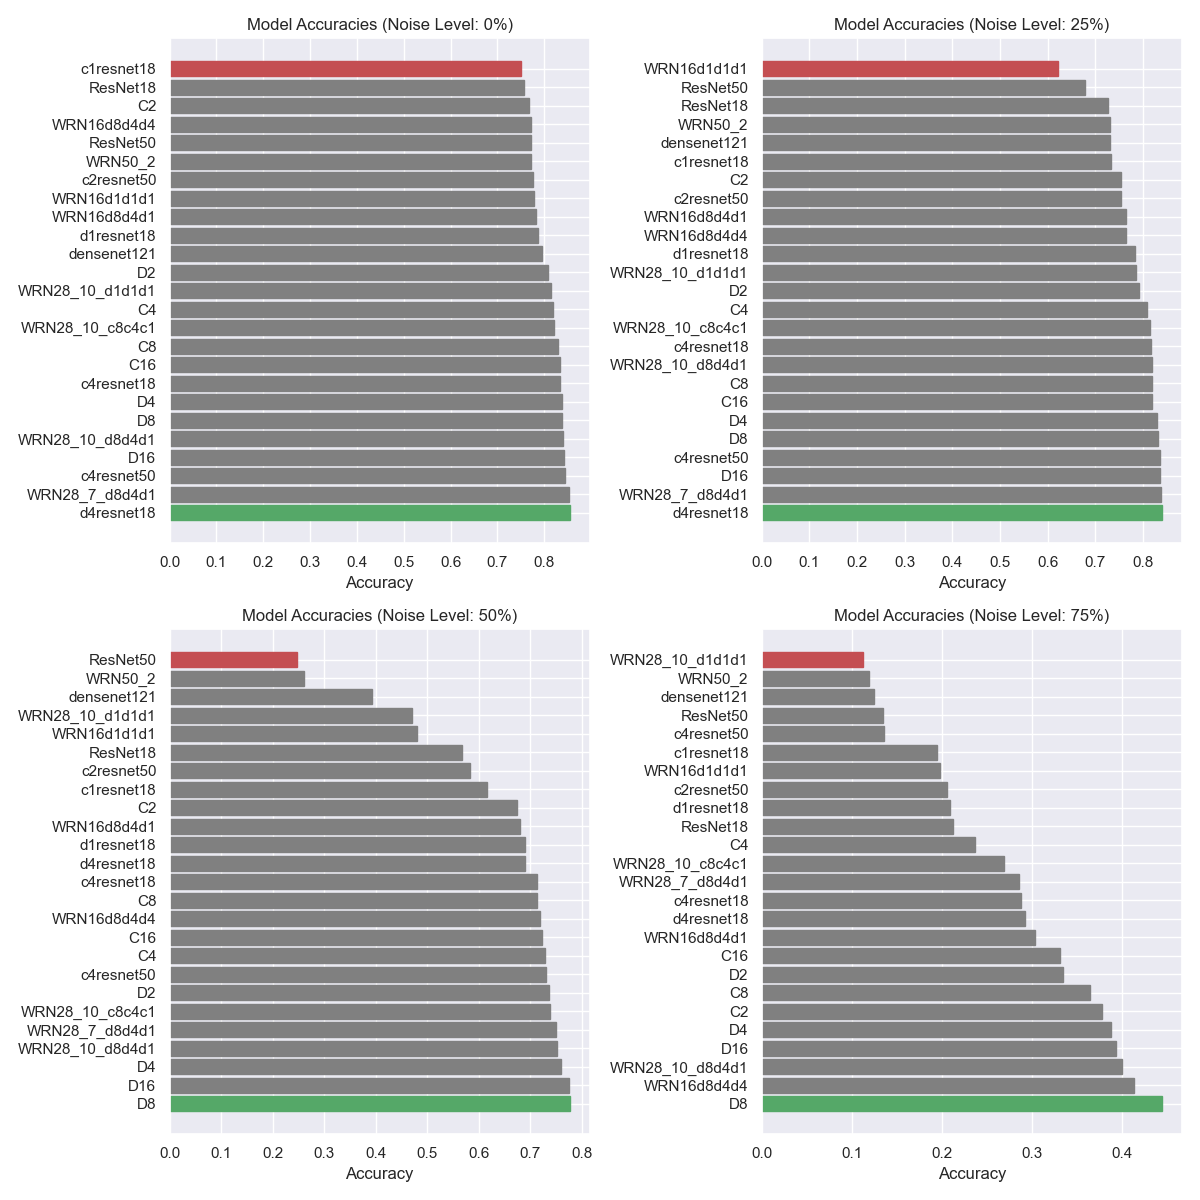 Model Accuracies (Noise Level: 0%)
c1resnet18
ResNet18
C2
WRN16d8d4d4
ResNet50
WRN50_2
c2resnet50
WRN16d1d1d1
WRN16d8d4d1
d1resnet18
densenet121
D2
WRN28_10_d1d1d1
C4
WRN28_10_c8c4c1
C8
C16
c4resnet18
D4
D8
WRN28_10_d8d4d1
D16
c4resnet50
WRN28_7_d8d4d1
d4resnet18
0.0 0.1 0.2 0.3 0.4 0.5 0.6 0.7 0.8
Accuracy
Model Accuracies (Noise Level: 25%)
WRN16d1d1d1
ResNet50
ResNet18
WRN50_2
densenet121
c1resnet18
C2
c2resnet50
WRN16d8d4d1
WRN16d8d4d4
d1resnet18
WRN28_10_d1d1d1
D2
C4
WRN28_10_c8c4c1
c4resnet18
WRN28_10_d8d4d1
C8
C16
D4
D8
c4resnet50
D16
WRN28_7_d8d4d1
d4resnet18
0.0 0.1 0.2 0.3 0.4 0.5 0.6 0.7 0.8
Accuracy
Model Accuracies (Noise Level: 50%)
ResNet50
WRN50_2
densenet121
WRN28_10_d1d1d1
WRN16d1d1d1
ResNet18
c2resnet50
c1resnet18
C2
WRN16d8d4d1
d1resnet18
d4resnet18
c4resnet18
C8
WRN16d8d4d4
C16
C4
c4resnet50
D2
WRN28_10_c8c4c1
WRN28_7_d8d4d1
WRN28_10_d8d4d1
D4
D16
D8
0.0 0.1 0.2 0.3 0.4 0.5 0.6 0.7 0.8
Accuracy
Model Accuracies (Noise Level: 75%)
WRN28_10_d1d1d1
WRN50_2
densenet121
ResNet50
c4resnet50
c1resnet18
WRN16d1d1d1
c2resnet50
d1resnet18
ResNet18
C4
WRN28_10_c8c4c1
WRN28_7_d8d4d1
c4resnet18
d4resnet18
WRN16d8d4d1
C16
D2
C8
C2
D4
D16
WRN28_10_d8d4d1
WRN16d8d4d4
D8
0.0 0.1 0.2 0.3 0.4
Accuracy